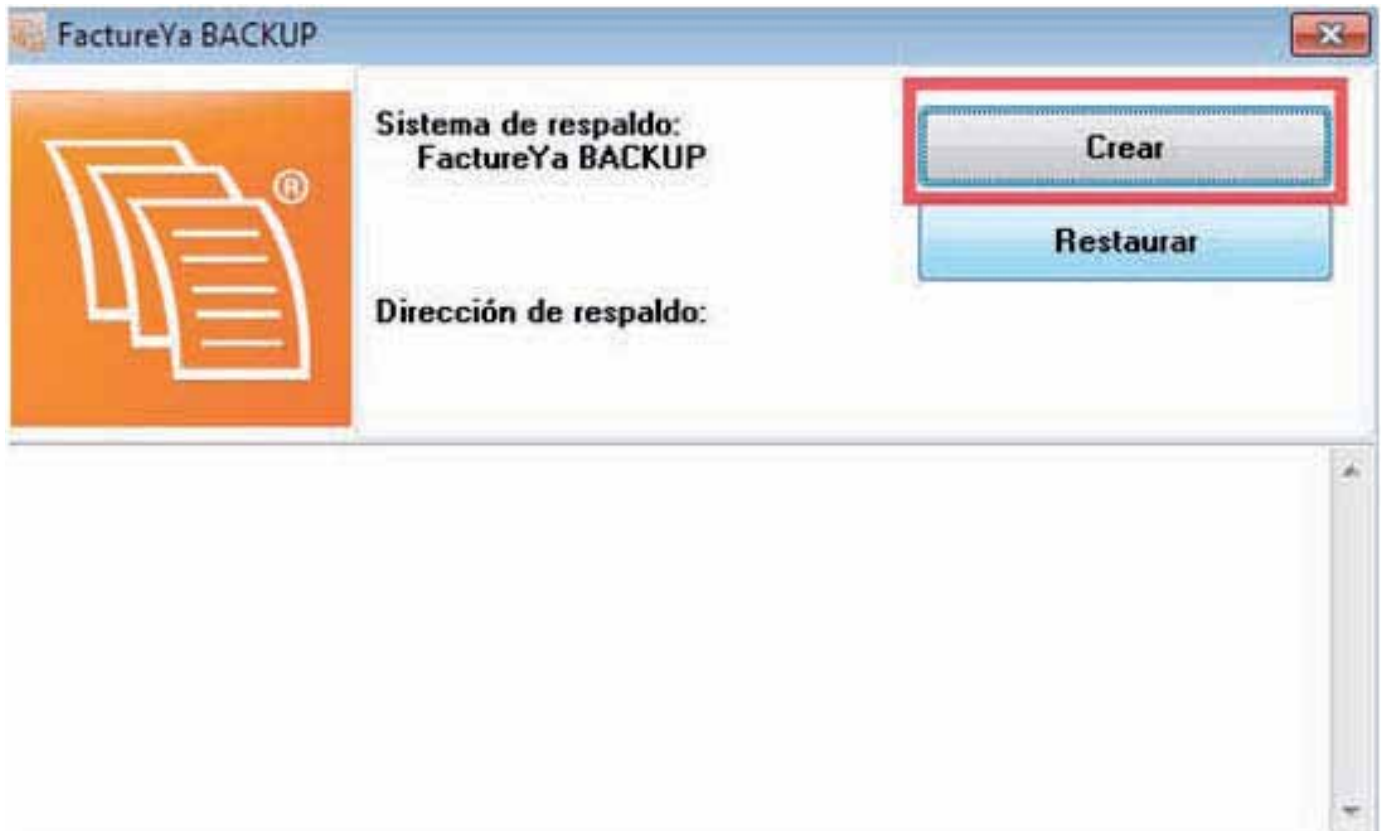 FactureYa BACKUP
Sistema de respaldo:
FactureYa BACKUP
Crear
Restaurar
Dirección de respaldo:
®